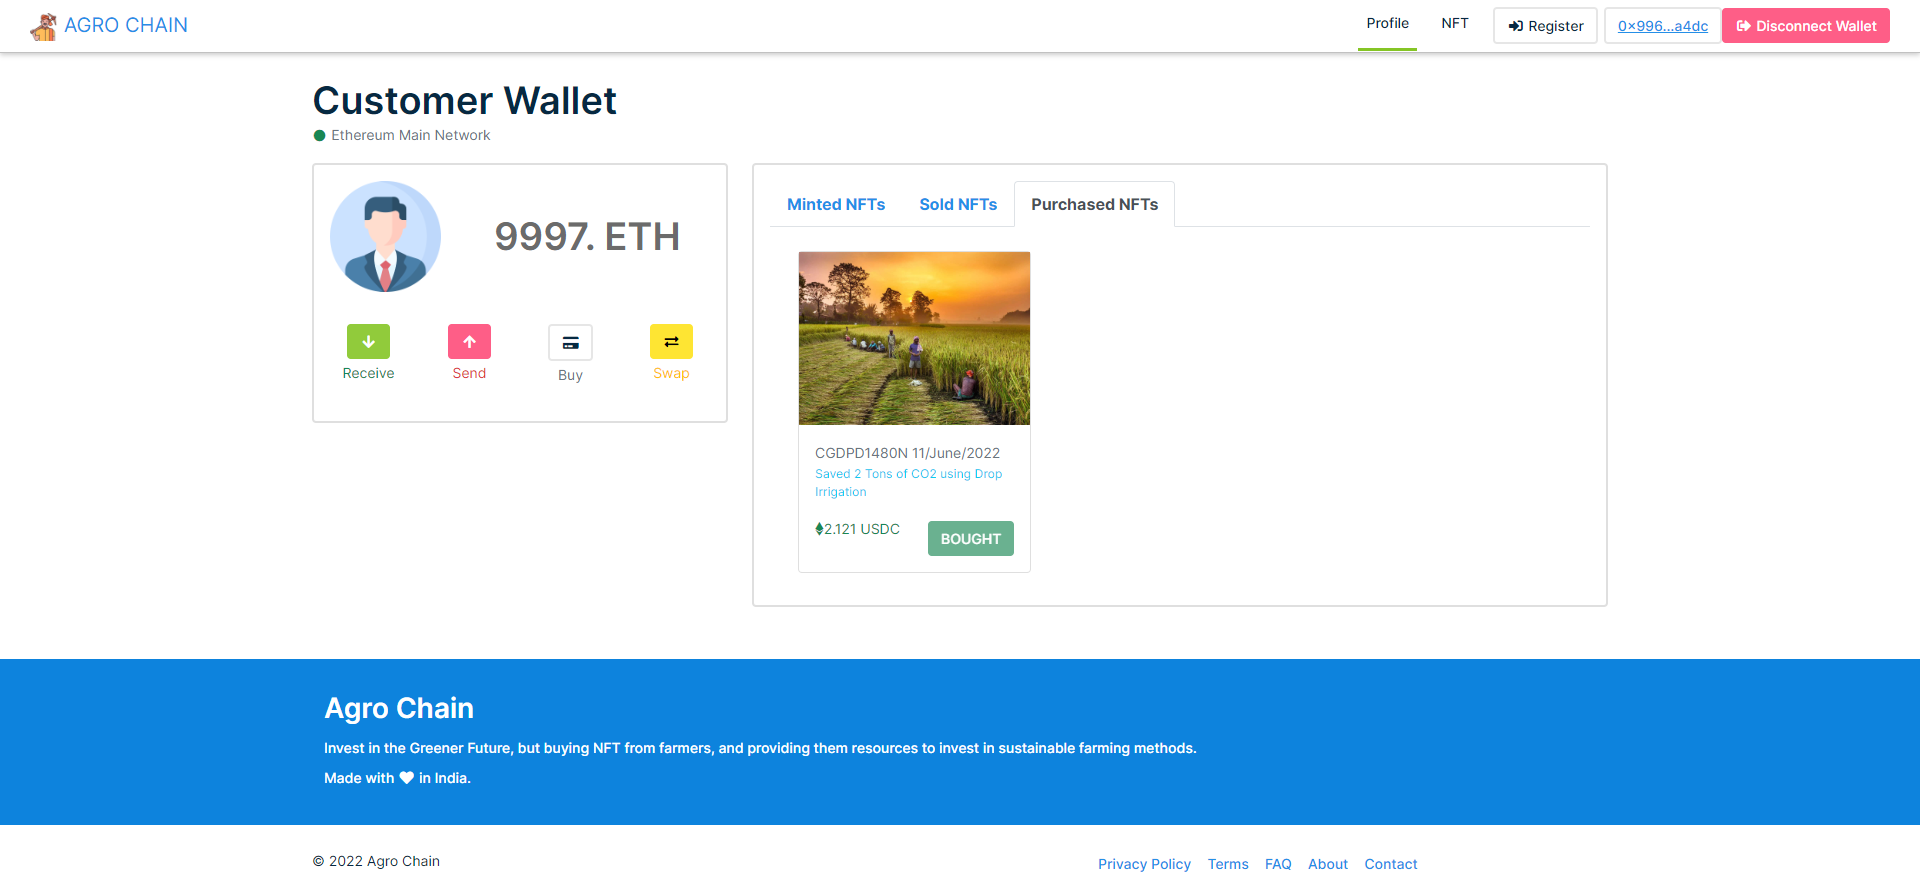 AGRO CHAIN
Profile
NFT
Register
0x996...a4dc
Disconnect Wallet
Customer Wallet
Ethereum Main Network
9997. ETH
Receive
Send
Buy
Swap
Minted NFTs
Sold NFTs
Purchased NFTs
CGDPD1480N 11/June/2022
Saved 2 Tons of CO2 using Drop
Irrigation
2.121 USDC
BOUGHT
Agro Chain
Invest in the Greener Future, but buying NFT from farmers, and providing them resources to invest in sustainable farming methods.
Made with ♥ in India.
© 2022 Agro Chain
Privacy Policy
Terms
FAQ
About
Contact